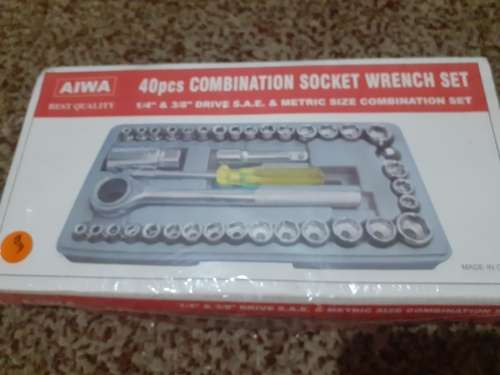 AIWA
BEST QUALITY
40pcs COMBINATION SOCKET WRENCH SET
1/4" & 3/8" DRIVE S.A.E. & METRIC SIZE COMBINATION SET
MADE IN
1/4" & 3/8" DRIVE S.A.E. & METRIC SIZE COMBINATION